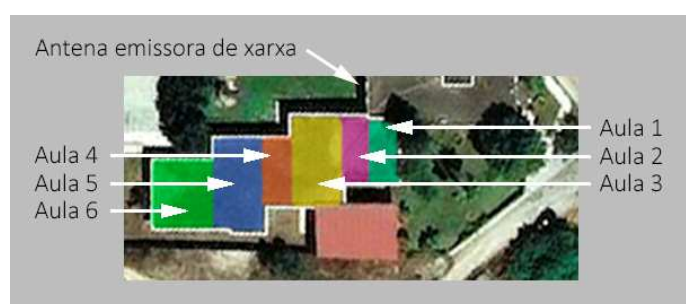 Antena emissora de xarxa
Aula 1
Aula 4
Aula 2
Aula 5
Aula 3
Aula 6